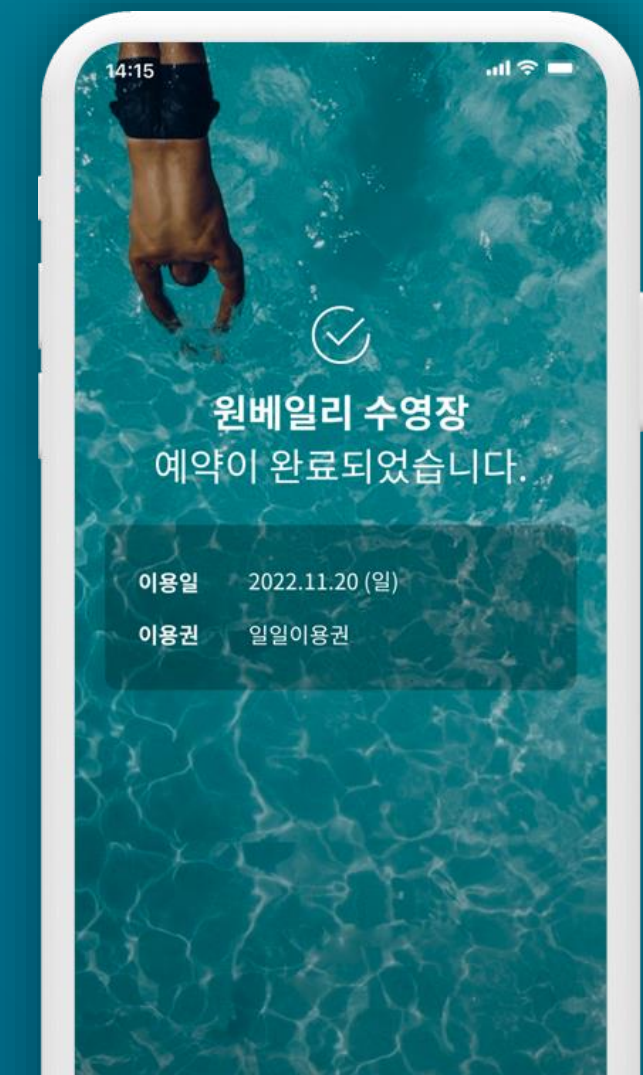 14:15
원베일리 수영장
예약이 완료되었습니다.
이용일 2022.11.20 (일)
이용권 일일이용권